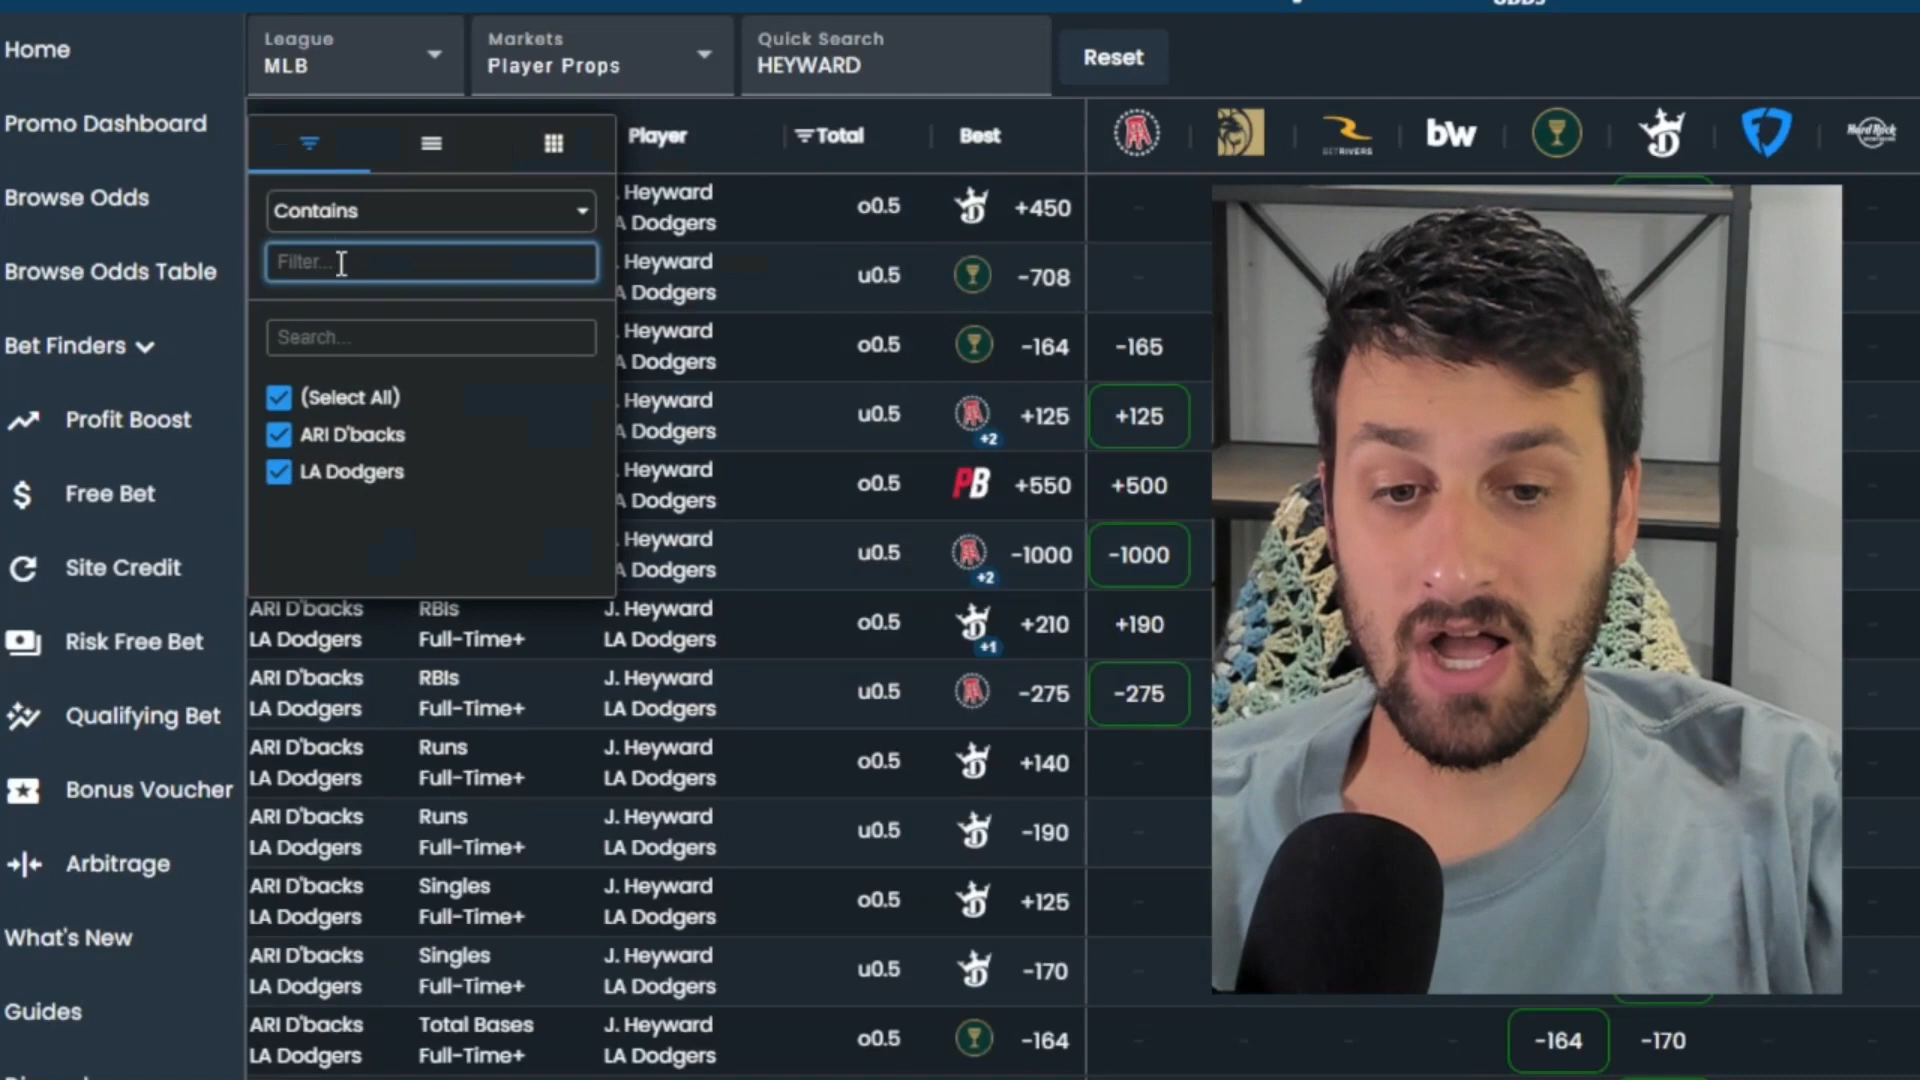 League
Markets
Quick Search
MLB
Player Props
HEYWARD
Reset
Home
Promo Dashboard
Browse Odds
Browse Odds Table
Bet Finders
Profit Boost
Free Bet
Site Credit
Risk Free Bet
Qualifying Bet
Bonus Voucher
Arbitrage
What's New
Guides
Contains
Filter...
Search...
(Select All)
ARI D'backs
LA Dodgers
Player Total Best BETRIVERS bw Hard Rock
. Heyward
A Dodgers o0.5 +450 -
. Heyward
A Dodgers u0.5 -708 -
. Heyward
A Dodgers o0.5 -164 -165
. Heyward
A Dodgers u0.5 +2 +125 +125
. Heyward
A Dodgers o0.5 PB +550 +500
. Heyward
A Dodgers u0.5 +2 -1000 -1000
ARI D'backs RBIs J. Heyward
LA Dodgers Full-Time+ LA Dodgers o0.5 +1 +210 +190
ARI D'backs RBIs J. Heyward
LA Dodgers Full-Time+ LA Dodgers u0.5 -275 -275
ARI D'backs Runs J. Heyward
LA Dodgers Full-Time+ LA Dodgers o0.5 +140 -
ARI D'backs Runs J. Heyward
LA Dodgers Full-Time+ LA Dodgers u0.5 -190 -
ARI D'backs Singles J. Heyward
LA Dodgers Full-Time+ LA Dodgers o0.5 +125 -
ARI D'backs Singles J. Heyward
LA Dodgers Full-Time+ LA Dodgers u0.5 -170 -
ARI D'backs Total Bases J. Heyward
LA Dodgers Full-Time+ LA Dodgers o0.5 -164 - - - - -164 -170 - -